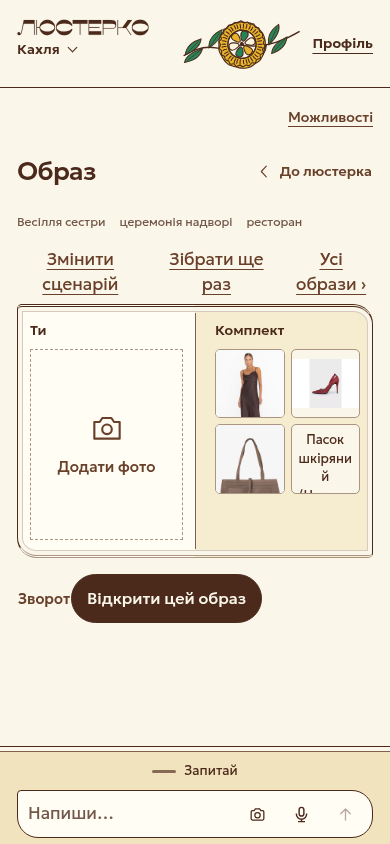 ЛЮСТЕРКО
Кахля
Профіль
Можливості
Образ
До люстерка
Весілля сестри церемонія надворі ресторан
Змінити сценарій
Зібрати ще раз
Усі образи ›
Ти
Комплект
Додати фото
Пасок
шкіряни
й
Зворот
Відкрити цей образ
Запитай
Напиши…